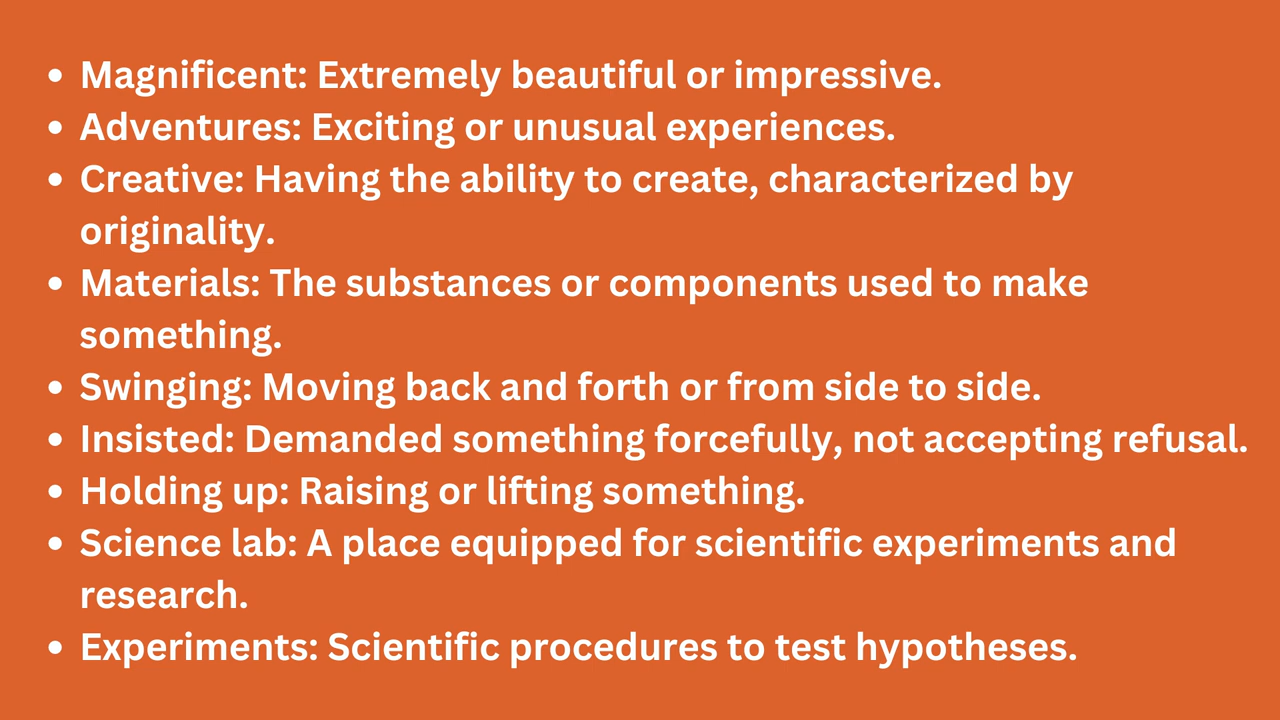 • Magnificent: Extremely beautiful or impressive.
• Adventures: Exciting or unusual experiences.
• Creative: Having the ability to create, characterized by
originality.
• Materials: The substances or components used to make
something.
• Swinging: Moving back and forth or from side to side.
• Insisted: Demanded something forcefully, not accepting refusal.
• Holding up: Raising or lifting something.
• Science lab: A place equipped for scientific experiments and
research.
• Experiments: Scientific procedures to test hypotheses.